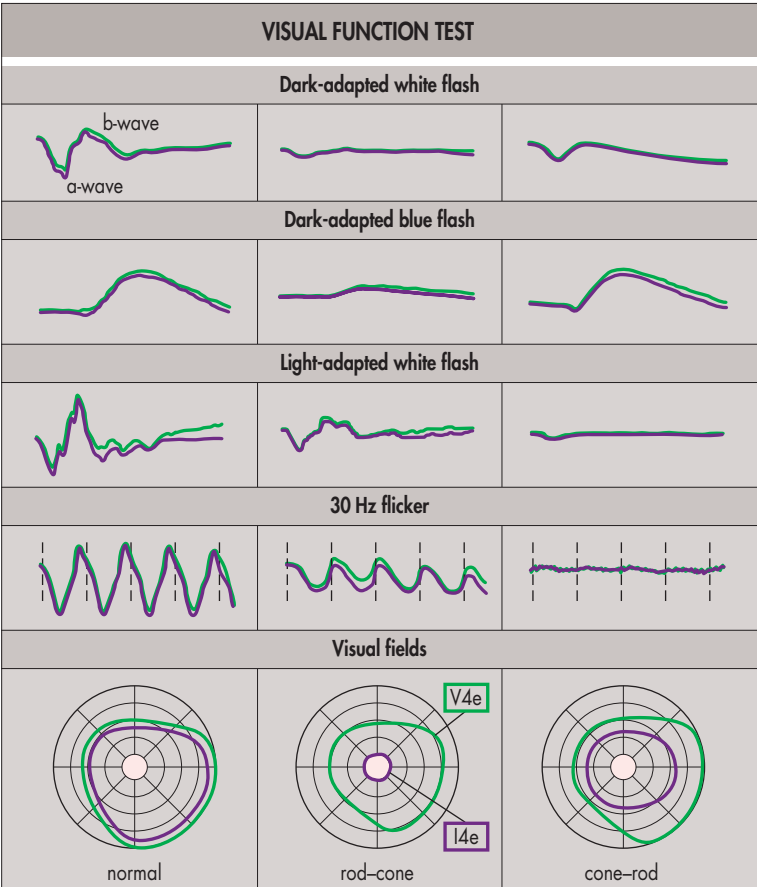 VISUAL FUNCTION TEST
Dark-adapted white flash
b-wave
a-wave
Dark-adapted blue flash
Light-adapted white flash
30 Hz flicker
Visual fields
V4e
I4e
normal
rod–cone
cone–rod